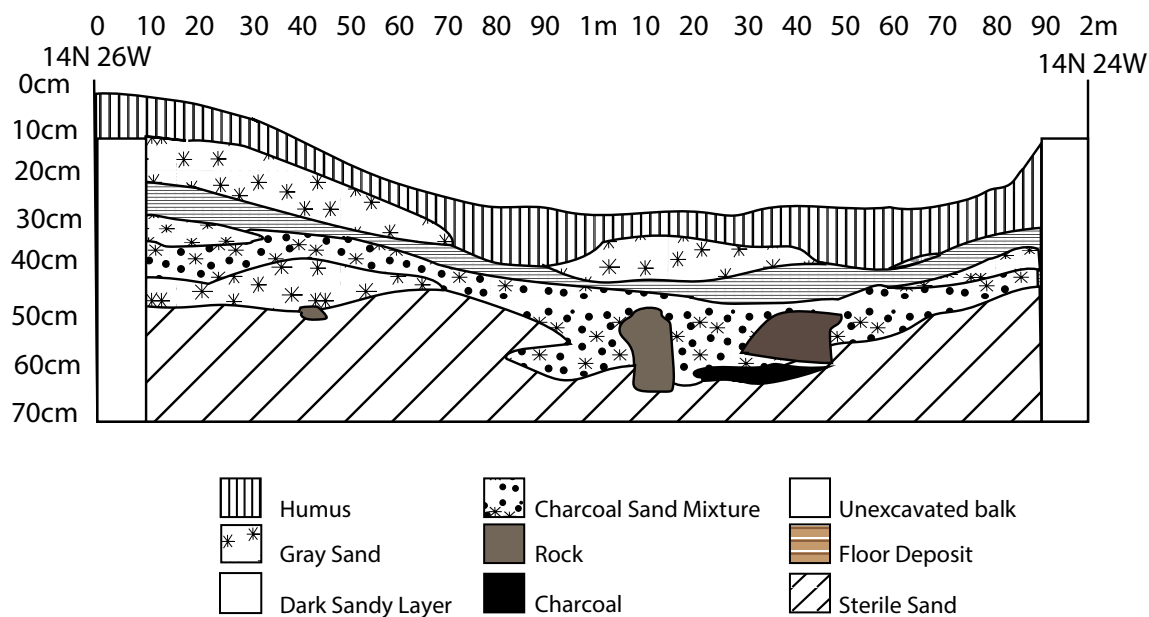 0 10 20 30 40 50 60 70 80 90 1m 10 20 30 40 50 60 70 80 90 2m
14N 26W
14N 24W
0cm
10cm
20cm
30cm
40cm
50cm
60cm
70cm
Humus
Charcoal Sand Mixture
Unexcavated balk
Gray Sand
Rock
Floor Deposit
Dark Sandy Layer
Charcoal
Sterile Sand